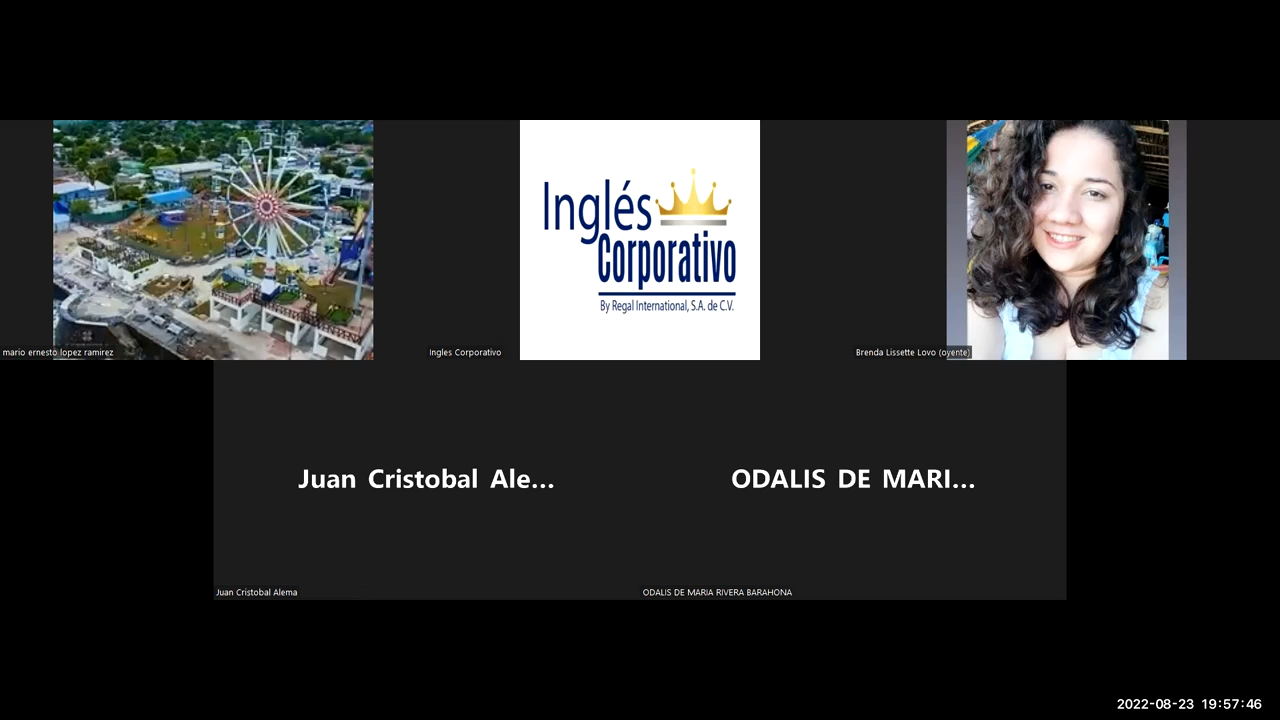 Inglés
Corporativo
By Regal International, S.A. de C.V.
mario ernesto lopez ramirez
Ingles Corporativo
Brenda Lissette Lovo (oyente)
Juan Cristobal Ale...
ODALIS DE MARI...
Juan Cristobal Alema
ODALIS DE MARIA RIVERA BARAHONA
2022-08-23 19:57:46